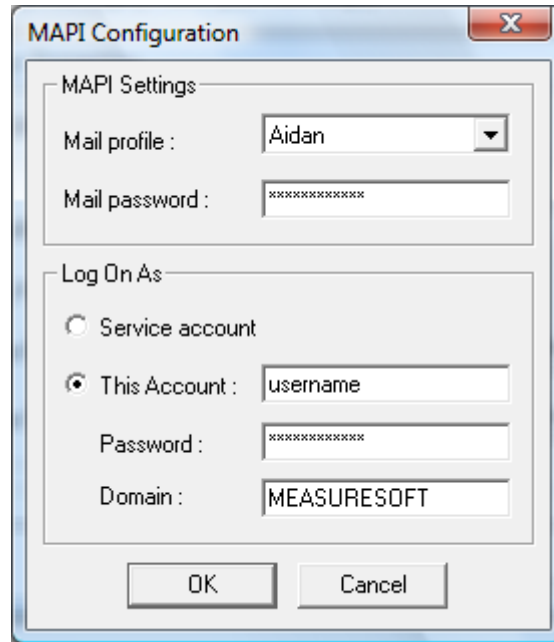 MAPI Configuration
MAPI Settings
Mail profile : Aidan
Mail password : ************
Log On As
Service account
This Account : username
Password : ************
Domain : MEASURESOFT
OK Cancel